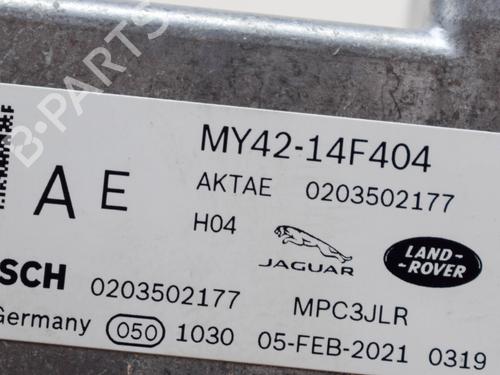 B-PARTS
MY42-14F404
A E
AKTAE 0203502177
H04
JAGUAR
LAND-
-ROVER
SCH 0203502177 MPC3JLR
Germany 050 1030 05-FEB-2021 0319